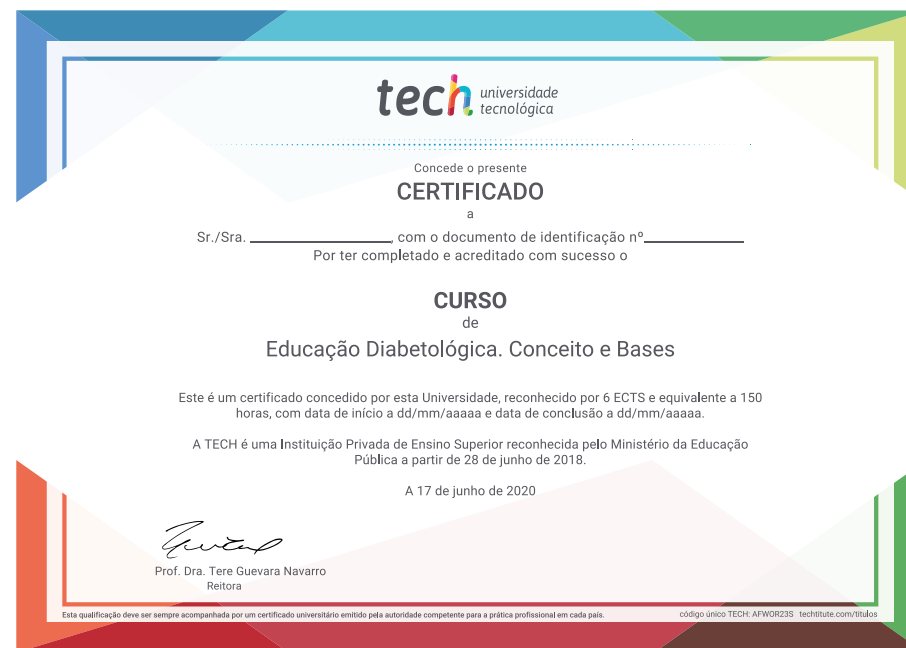 tech universidade
tecnológica
Concede o presente
CERTIFICADO
a
Sr./Sra. ____________________, com o documento de identificação nº______________
Por ter completado e acreditado com sucesso o
CURSO
de
Educação Diabetológica. Conceito e Bases
Este é um certificado concedido por esta Universidade, reconhecido por 6 ECTS e equivalente a 150
horas, com data de início a dd/mm/aaaaa e data de conclusão a dd/mm/aaaaa.
A TECH é uma Instituição Privada de Ensino Superior reconhecida pelo Ministério da Educação
Pública a partir de 28 de junho de 2018.
A 17 de junho de 2020
Prof. Dra. Tere Guevara Navarro
Reitora
Esta qualificação deve ser sempre acompanhada por um certificado universitário emitido pela autoridade competente para a prática profissional em cada país. código único TECH: AFWOR23S techtitute.com/titulos